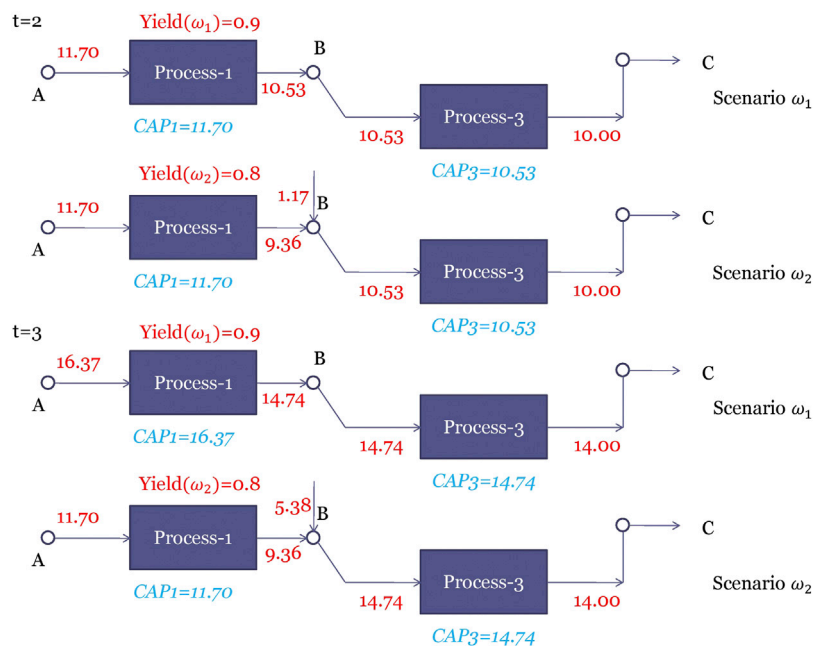 t=2
Yield(ω₁)=0.9
11.70
Process-1
B
10.53
C
A
Scenario ω₁
CAP1=11.70
10.53
Process-3
10.00
CAP3=10.53
Yield(ω₂)=0.8
11.70
Process-1
1.17
B
9.36
C
A
CAP1=11.70
10.53
Process-3
10.00
Scenario ω₂
CAP3=10.53
t=3
Yield(ω₁)=0.9
16.37
Process-1
B
14.74
C
A
Scenario ω₁
CAP1=16.37
14.74
Process-3
14.00
CAP3=14.74
Yield(ω₂)=0.8
11.70
Process-1
5.38
B
9.36
C
A
CAP1=11.70
14.74
Process-3
14.00
Scenario ω₂
CAP3=14.74